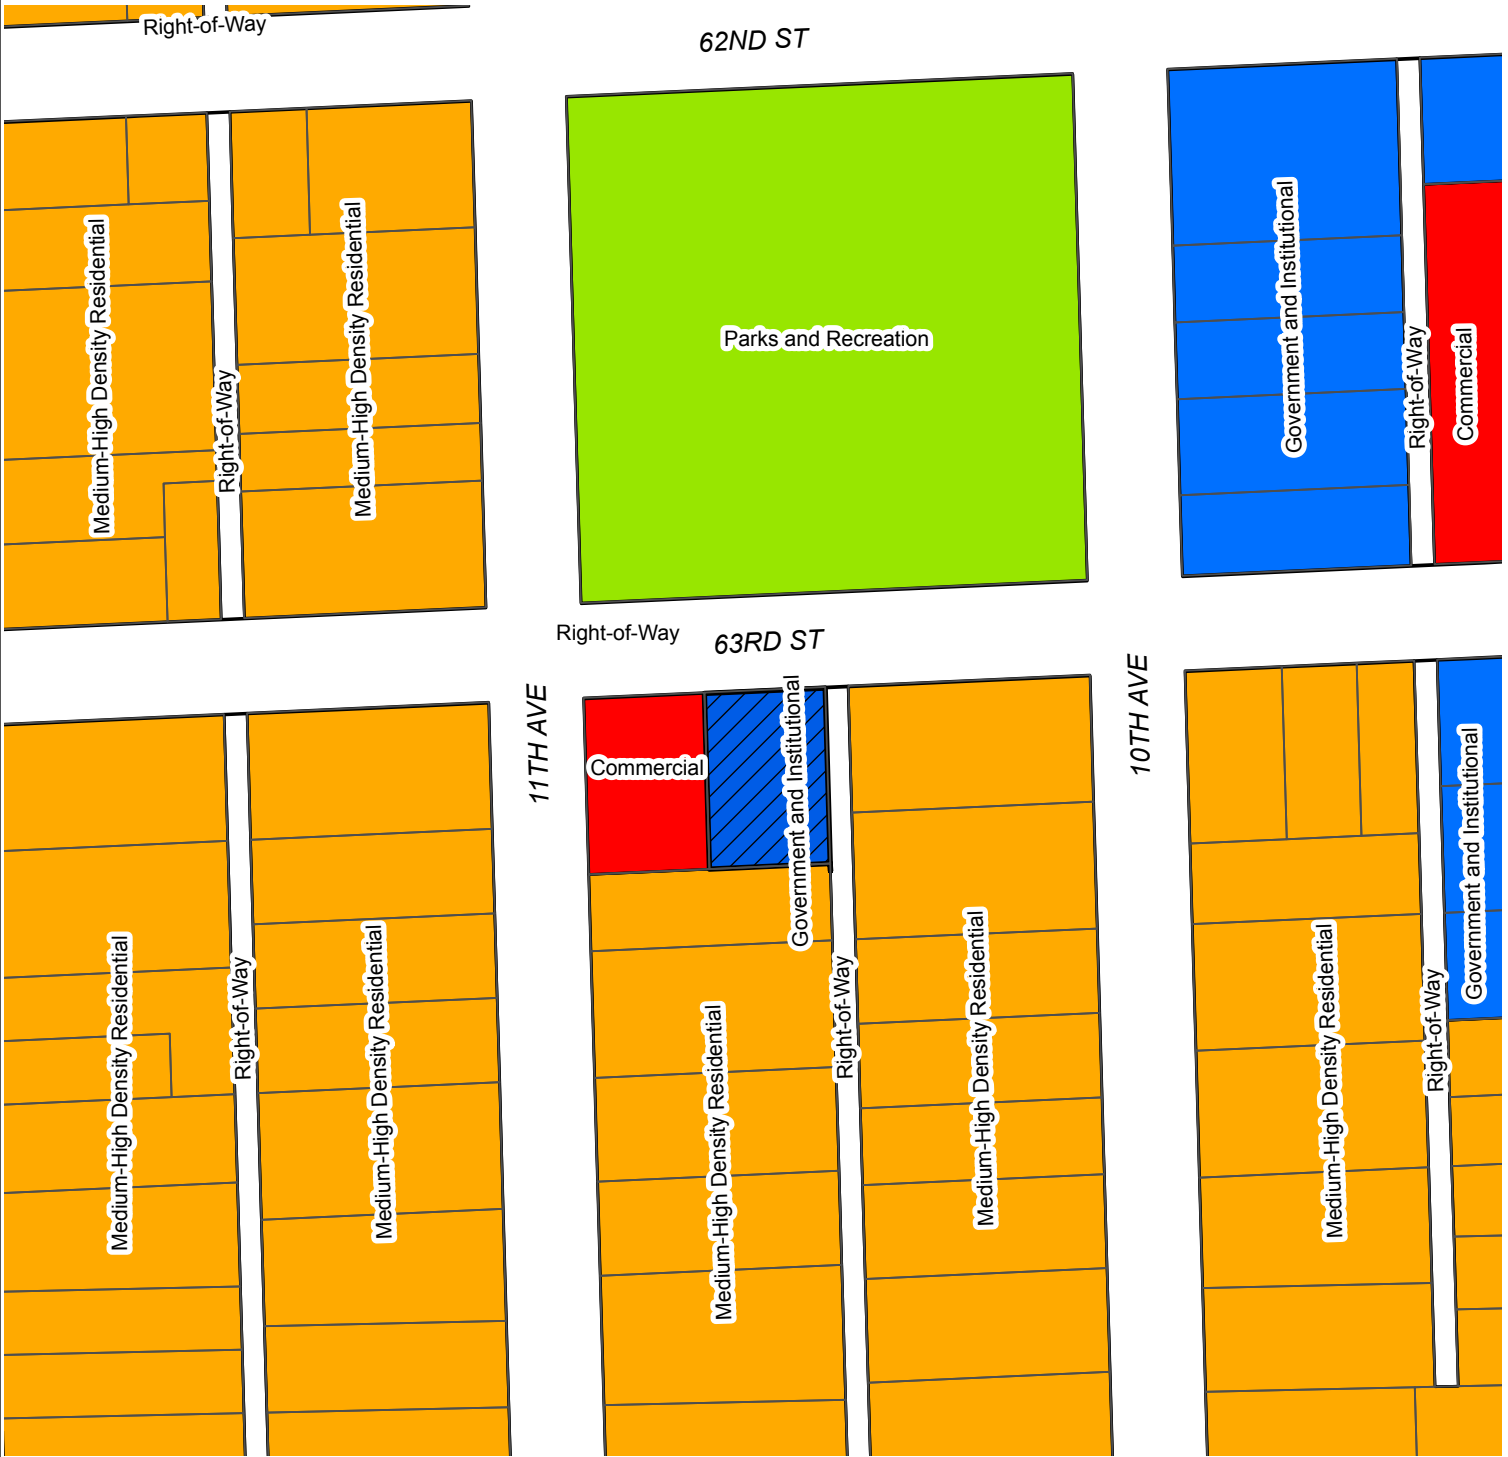 Right-of-Way
62ND ST
Medium-High Density Residential
Right-of-Way
Medium-High Density Residential
Parks and Recreation
Government and Institutional
Right-of-Way
Commercial
Right-of-Way
63RD ST
11TH AVE
Commercial
Government and Institutional
10TH AVE
Government and Institutional
Medium-High Density Residential
Right-of-Way
Medium-High Density Residential
Medium-High Density Residential
Right-of-Way
Medium-High Density Residential
Medium-High Density Residential
Right-of-Way